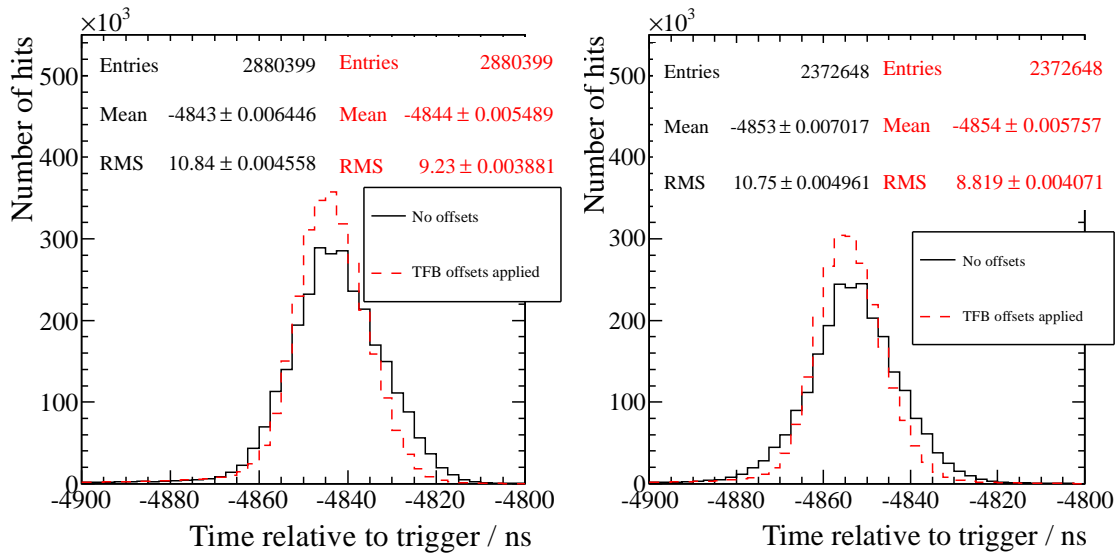 ×10³
Number of hits
500
400
300
200
100
0
Entries 2880399
Mean -4843 ± 0.006446
RMS 10.84 ± 0.004558
Entries 2880399
Mean -4844 ± 0.005489
RMS 9.23 ± 0.003881
No offsets
TFB offsets applied
-4900 -4880 -4860 -4840 -4820 -4800
Time relative to trigger / ns
×10³
Number of hits
500
400
300
200
100
0
Entries 2372648
Mean -4853 ± 0.007017
RMS 10.75 ± 0.004961
Entries 2372648
Mean -4854 ± 0.005757
RMS 8.819 ± 0.004071
No offsets
TFB offsets applied
-4900 -4880 -4860 -4840 -4820 -4800
Time relative to trigger / ns